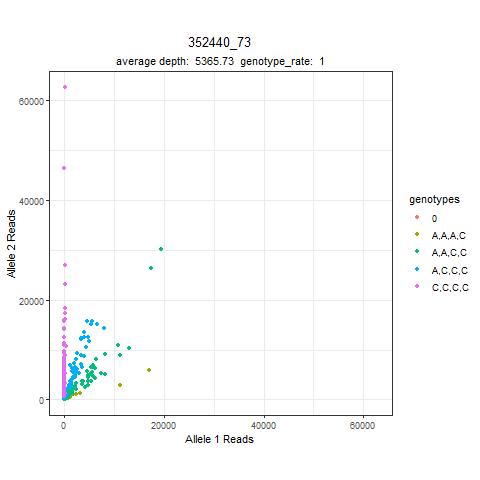 352440_73
average depth:  5365.73  genotype_rate:  1
Allele 2 Reads
60000
40000
20000
0
0
20000
40000
60000
Allele 1 Reads
genotypes
0
A,A,A,C
A,A,C,C
A,C,C,C
C,C,C,C